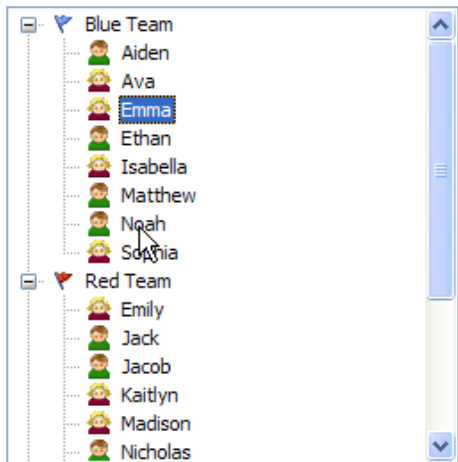 Blue Team
Aiden
Ava
Emma
Ethan
Isabella
Matthew
Noah
Sophia
Red Team
Emily
Jack
Jacob
Kaitlyn
Madison
Nicholas